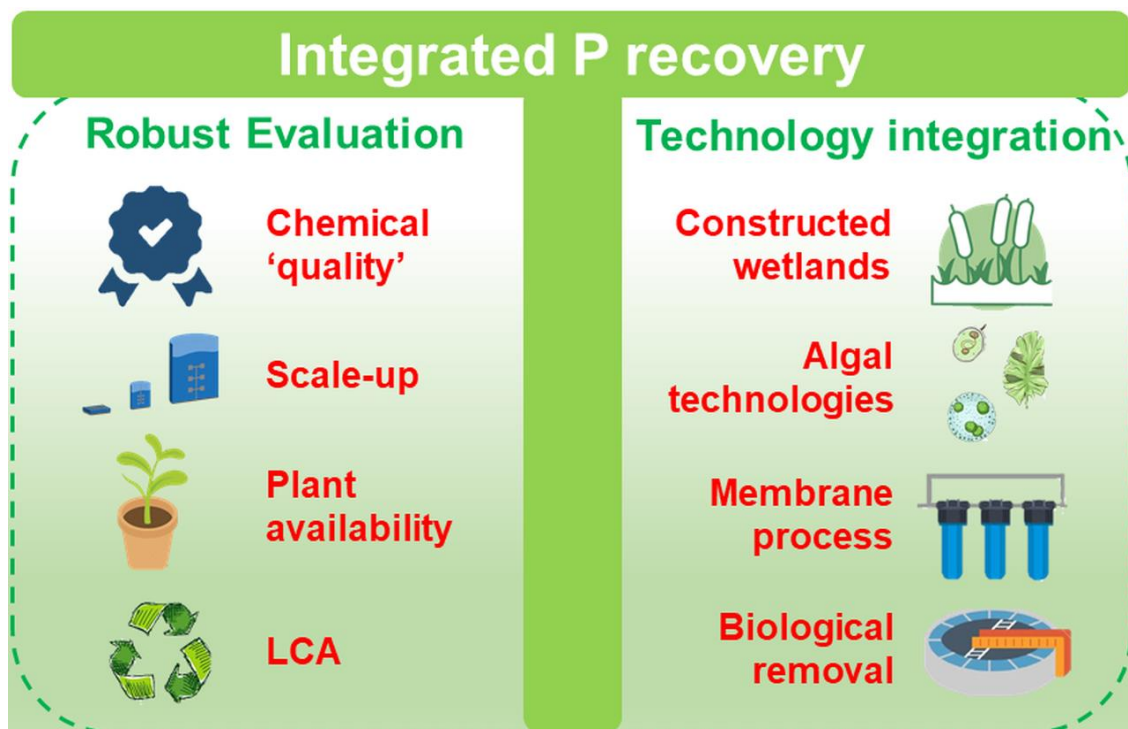 Integrated P recovery
Robust Evaluation
Chemical
‘quality’
Scale-up
Plant
availability
LCA
Technology integration
Constructed
wetlands
Algal
technologies
Membrane
process
Biological
removal